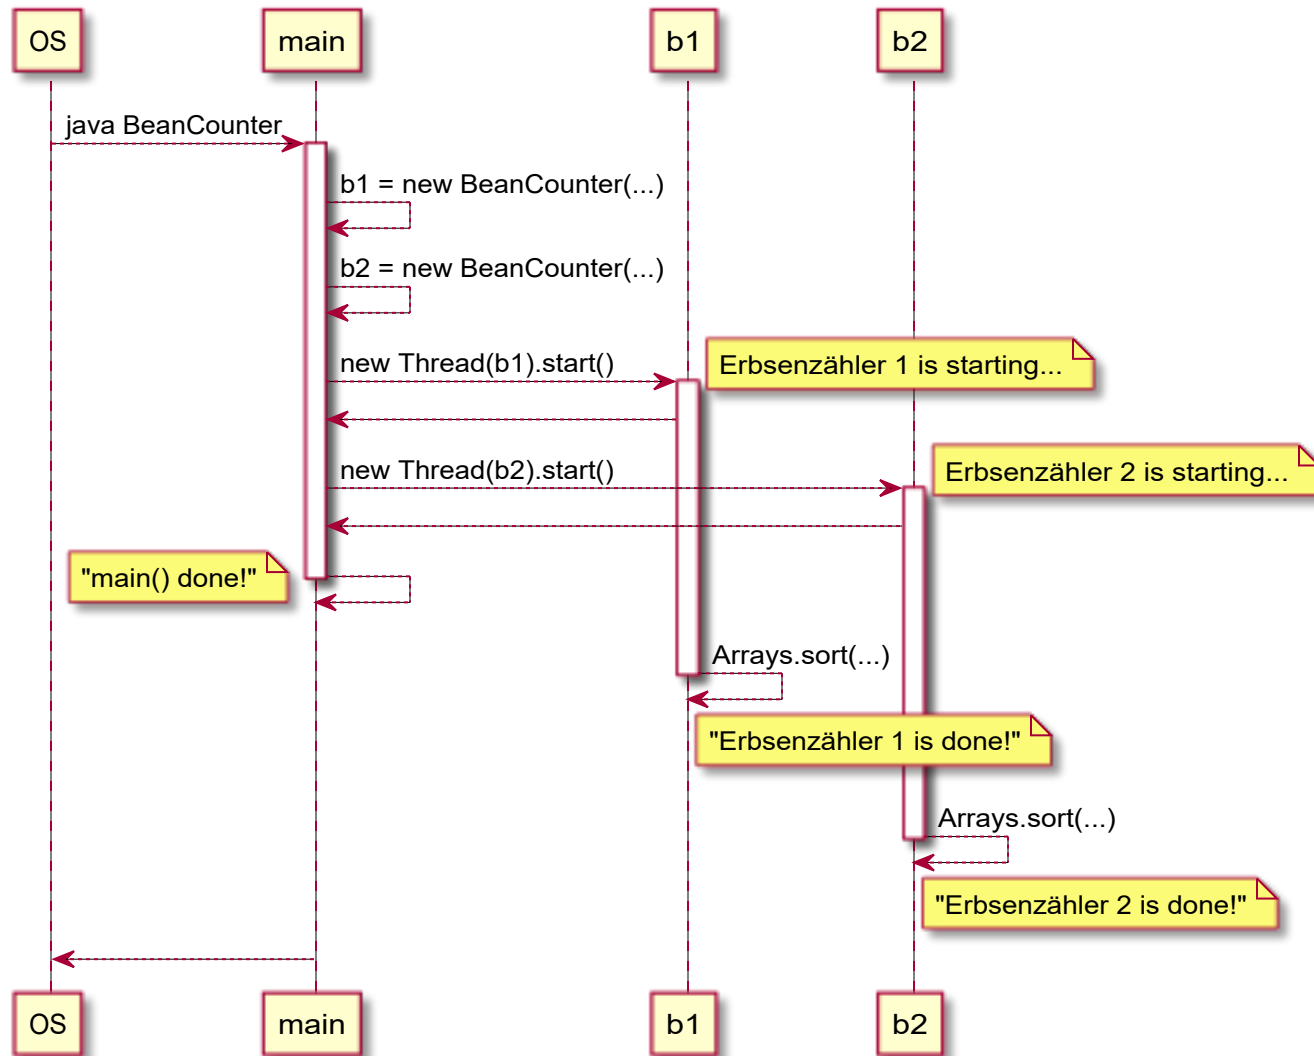 OS
main
b1
b2
java BeanCounter
b1 = new BeanCounter(...)
b2 = new BeanCounter(...)
new Thread(b1).start()
Erbsenzähler 1 is starting...
new Thread(b2).start()
Erbsenzähler 2 is starting...
"main() done!"
Arrays.sort(...)
"Erbsenzähler 1 is done!"
Arrays.sort(...)
"Erbsenzähler 2 is done!"
OS
main
b1
b2